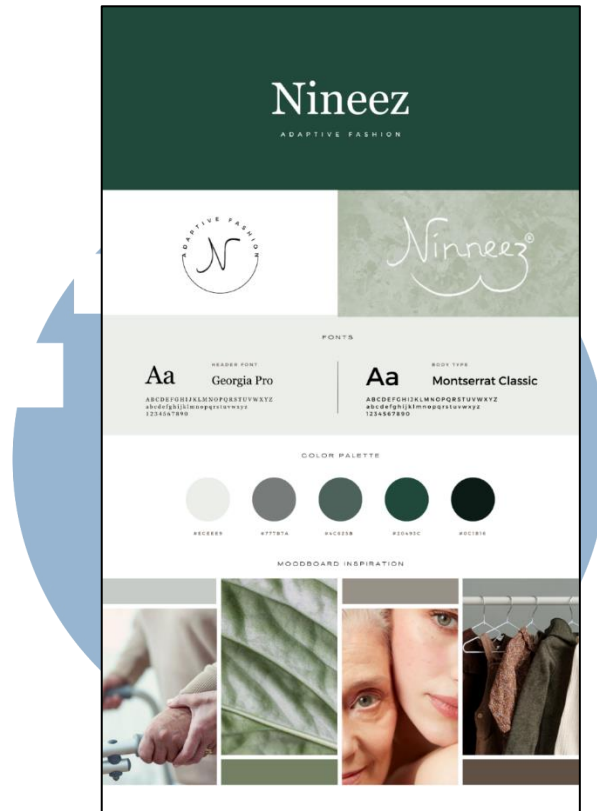 Nineez
ADAPTIVE FASHION
ADAPTIVE FASHION
N
Ninneez®
FONTS
Aa
HEADER FONT
Georgia Pro
ABCDEFGHIJKLMNOPQRSTUVWXYZ
abcdefghijklmnopqrstuvwxyz
1234567890
Aa
BODY TYPE
Montserrat Classic
ABCDEFGHIJKLMNOPQRSTUVWXYZ
abcdefghijklmnopqrstuvwxyz
1234567890
COLOR PALETTE
MOODBOARD INSPIRATION